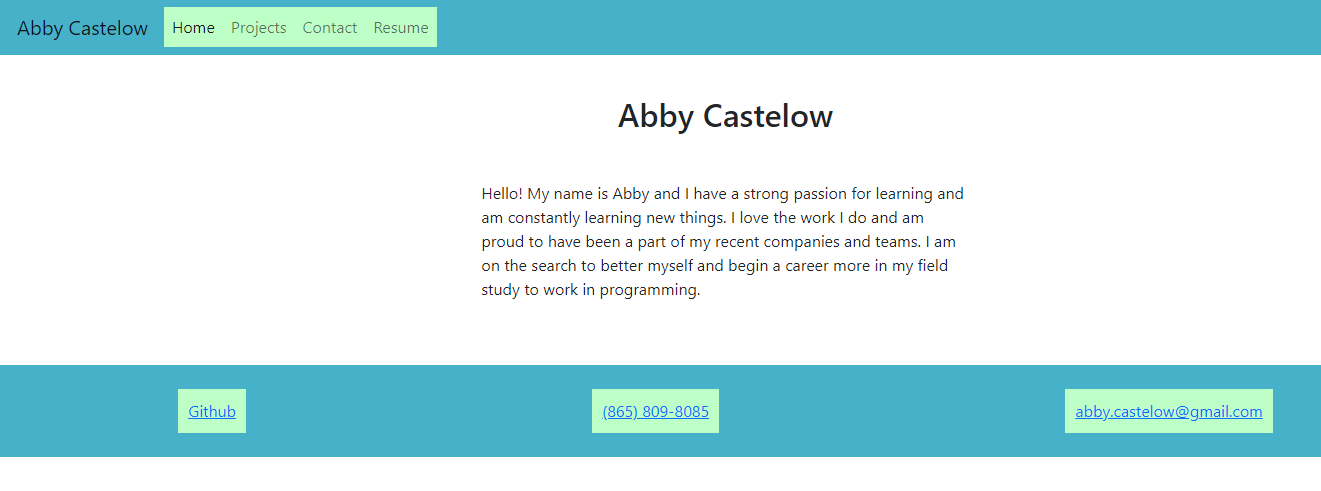 Abby Castelow Home Projects Contact Resume
Abby Castelow
Hello! My name is Abby and I have a strong passion for learning and
am constantly learning new things. I love the work I do and am
proud to have been a part of my recent companies and teams. I am
on the search to better myself and begin a career more in my field
study to work in programming.
Github (865) 809-8085 abby.castelow@gmail.com